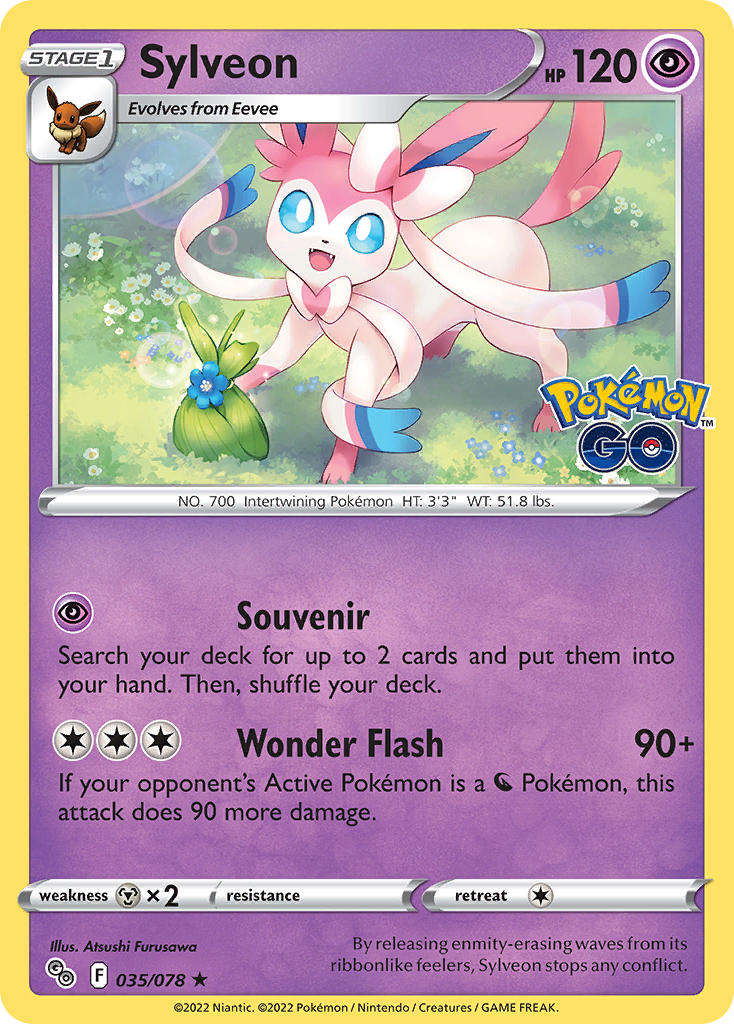 STAGE1
Sylveon
HP 120
Evolves from Eevee
POKéMON
GO™
NO. 700 Intertwining Pokémon HT: 3'3" WT: 51.8 lbs.
Souvenir
Search your deck for up to 2 cards and put them into
your hand. Then, shuffle your deck.
Wonder Flash 90+
If your opponent's Active Pokémon is a Pokémon, this
attack does 90 more damage.
weakness ×2 resistance retreat
Illus. Atsushi Furusawa
By releasing enmity-erasing waves from its
ribbonlike feelers, Sylveon stops any conflict.
GO F 035/078 ★
©2022 Niantic. ©2022 Pokémon / Nintendo / Creatures / GAME FREAK.